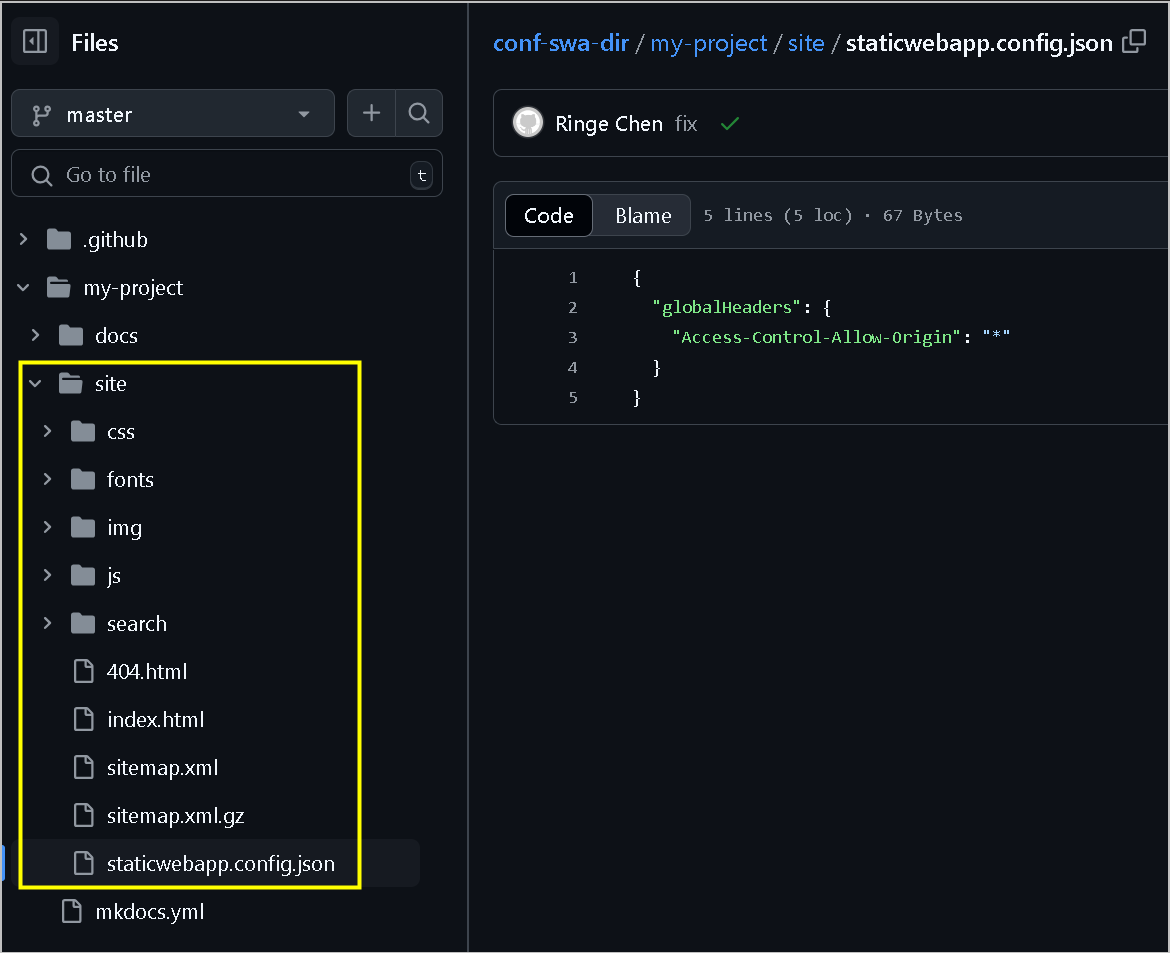 Files
master
Go to file
t
.github
my-project
docs
site
css
fonts
img
js
search
404.html
index.html
sitemap.xml
sitemap.xml.gz
staticwebapp.config.json
mkdocs.yml
conf-swa-dir / my-project / site / staticwebapp.config.json
Ringe Chen fix
Code Blame 5 lines (5 loc) · 67 Bytes
1 {
2 "globalHeaders": {
3 "Access-Control-Allow-Origin": "*"
4 }
5 }